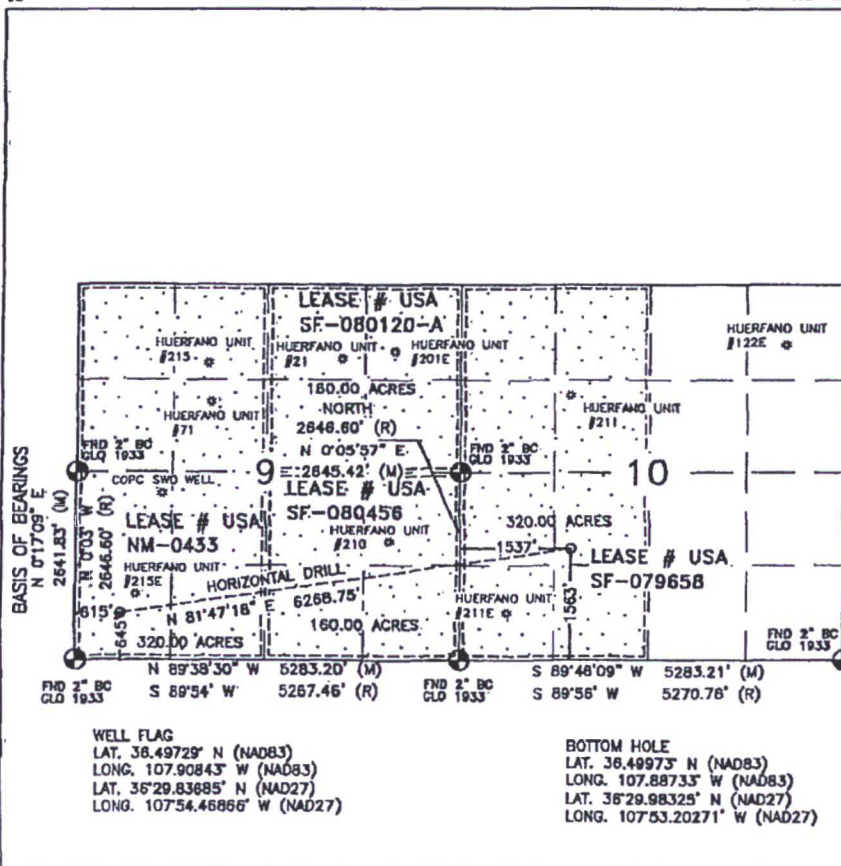 LEASE # USA
SF-080120-A
HUERFANO UNIT
#213
HUERFANO UNIT
#21
HUERFANO UNIT
#201E
HUERFANO UNIT
#122E
160.00 ACRES
HUERFANO UNIT
#71
NORTH
2646.60' (R)
N 0°05'57" E
2645.42' (M)
HUERFANO UNIT
#211
FND 2" BC
GLO 1933
FND 2" BC
GLO 1933
9
10
COPC SWD WELL
BASIS OF BEARINGS
N 0°17'09" E
2641.83' (M)
N 0°03' W
2646.60' (R)
LEASE # USA
NM-0433
LEASE # USA
SF-080456
HUERFANO UNIT
#210
320.00 ACRES
1537'
LEASE # USA
SF-079658
HUERFANO UNIT
#215E
HORIZONTAL DRILL
N 81°47'18" E
6268.75'
HUERFANO UNIT
#211E
1563'
615'
645'
320.00 ACRES
160.00 ACRES
FND 2" BC
GLO 1933
N 89°38'30" W 5283.20' (M)
S 89°54' W 5267.46' (R)
FND 2" BC
GLO 1933
FND 2" BC
GLO 1933
S 89°46'09" W 5283.21' (M)
S 89°56' W 5270.76' (R)
WELL FLAG
LAT. 36.49729° N (NAD83)
LONG. 107.90843° W (NAD83)
LAT. 36°29.83685' N (NAD27)
LONG. 107°54.46866' W (NAD27)
BOTTOM HOLE
LAT. 36.49973° N (NAD83)
LONG. 107.88733° W (NAD83)
LAT. 36°29.98325' N (NAD27)
LONG. 107°53.20271' W (NAD27)